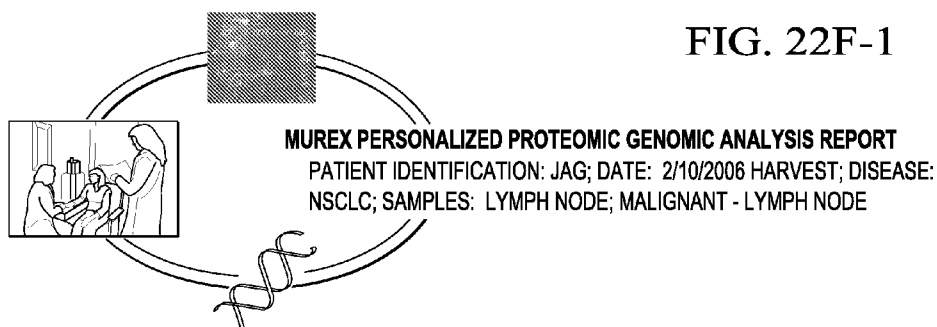 FIG. 22F-1
MUREX PERSONALIZED PROTEOMIC GENOMIC ANALYSIS REPORT
PATIENT IDENTIFICATION: JAG; DATE: 2/10/2006 HARVEST; DISEASE:
NSCLC; SAMPLES: LYMPH NODE; MALIGNANT - LYMPH NODE